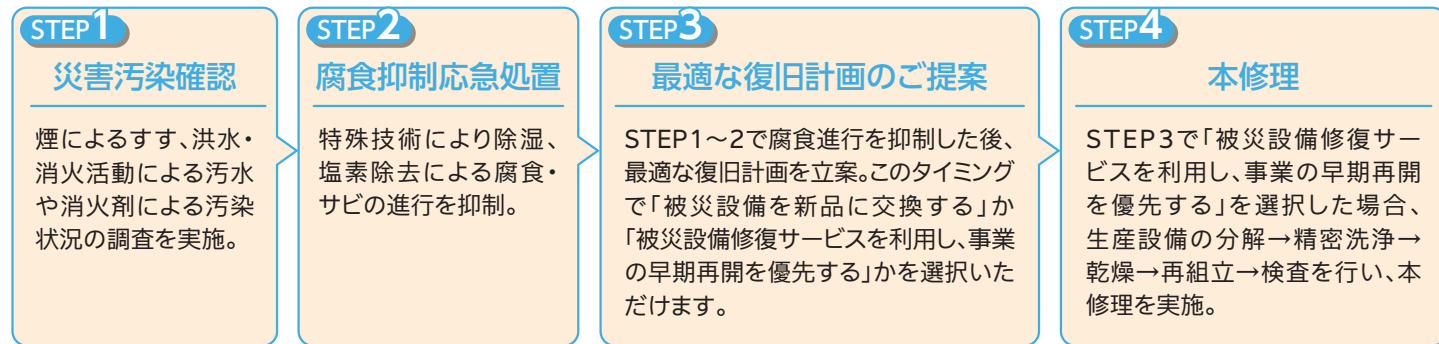 STEP1
災害汚染確認
煙によるすす、洪水・
消火活動による汚水
や消火剤による汚染
状況の調査を実施。
STEP2
腐食抑制応急処置
特殊技術により除湿、
塩素除去による腐食・
サビの進行を抑制。
STEP3
最適な復旧計画のご提案
STEP1〜2で腐食進行を抑制した後、
最適な復旧計画を立案。このタイミング
で「被災設備を新品に交換する」か
「被災設備修復サービスを利用し、事業
の早期再開を優先する」かを選択いた
だけます。
STEP4
本修理
STEP3で「被災設備修復サー
ビスを利用し、事業の早期再開
を優先する」を選択した場合、
生産設備の分解→精密洗浄→
乾燥→再組立→検査を行い、本
修理を実施。